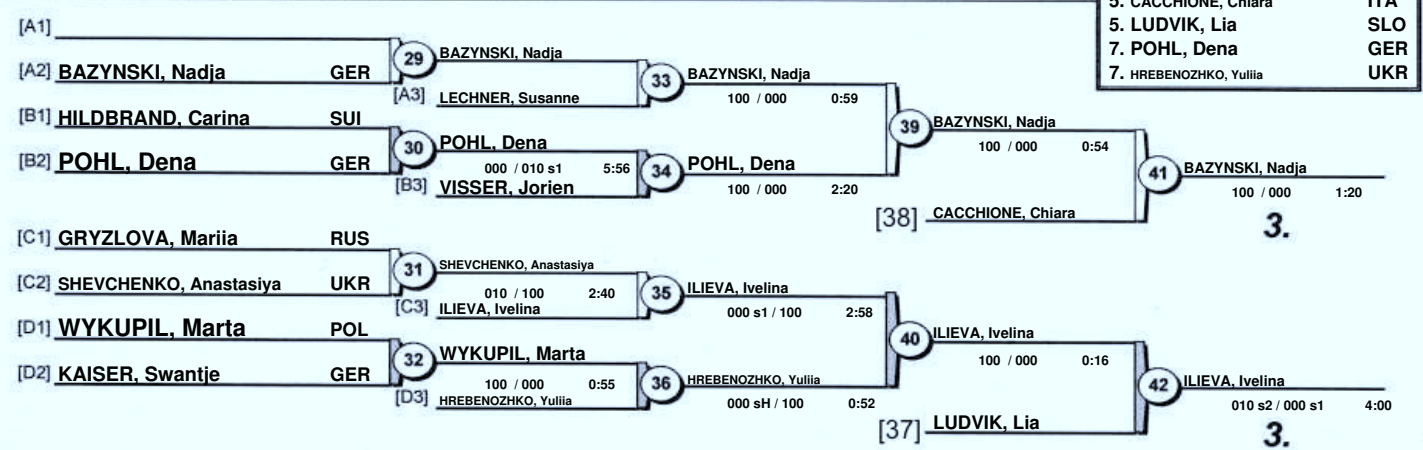 5. CACCHIONE, Chiara ITA
5. LUDVIK, Lia SLO
7. POHL, Dena GER
7. HREBENOZHKO, Yuliia UKR
[A1]
[A2] BAZYNSKI, Nadja GER
29
BAZYNSKI, Nadja
[A3] LECHNER, Susanne
33
BAZYNSKI, Nadja
100 / 000 0:59
[B1] HILDBRAND, Carina SUI
[B2] POHL, Dena GER
30
POHL, Dena
000 / 010 s1 5:56
[B3] VISSER, Jorien
34
POHL, Dena
100 / 000 2:20
39
BAZYNSKI, Nadja
100 / 000 0:54
[38] CACCHIONE, Chiara
41
BAZYNSKI, Nadja
100 / 000 1:20
3.
[C1] GRYZLOVA, Mariia RUS
[C2] SHEVCHENKO, Anastasiya UKR
31
SHEVCHENKO, Anastasiya
010 / 100 2:40
[C3] ILIEVA, Ivelina
35
ILIEVA, Ivelina
000 s1 / 100 2:58
[D1] WYKUPIL, Marta POL
[D2] KAISER, Swantje GER
32
WYKUPIL, Marta
100 / 000 0:55
[D3] HREBENOZHKO, Yuliia
36
HREBENOZHKO, Yuliia
000 sH / 100 0:52
40
ILIEVA, Ivelina
100 / 000 0:16
[37] LUDVIK, Lia
42
ILIEVA, Ivelina
010 s2 / 000 s1 4:00
3.